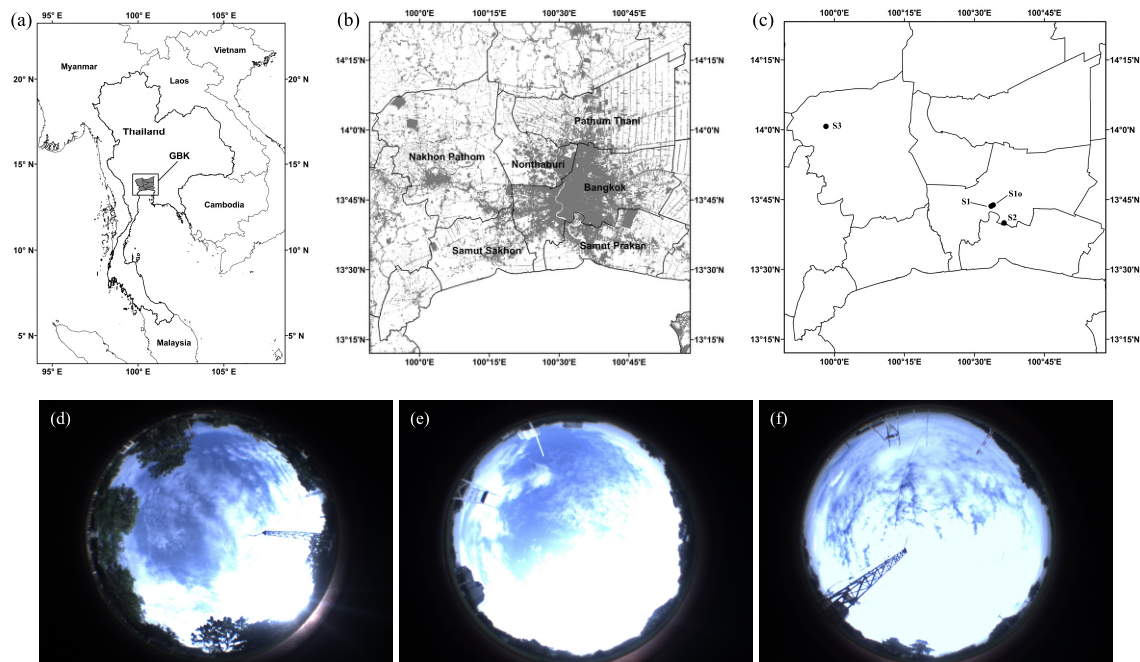 (a)
95° E
100° E
105° E
Vietnam
Myanmar
20° N
20° N
Laos
Thailand
GBK
15° N
15° N
Cambodia
10° N
10° N
5° N
5° N
Malaysia
95° E
100° E
105° E
(b)
100°0'E
100°15'E
100°30'E
100°45'E
14°15'N
14°15'N
Pathum Thani
14°0'N
14°0'N
Nakhon Pathom
Nonthaburi
Bangkok
13°45'N
13°45'N
Samut Sakhon
Samut Prakan
13°30'N
13°30'N
13°15'N
13°15'N
100°0'E
100°15'E
100°30'E
100°45'E
(c)
100°0'E
100°15'E
100°30'E
100°45'E
14°15'N
14°15'N
S3
14°0'N
14°0'N
S1o
S1
13°45'N
13°45'N
S2
13°30'N
13°30'N
13°15'N
13°15'N
100°0'E
100°15'E
100°30'E
100°45'E
(d)
(e)
(f)